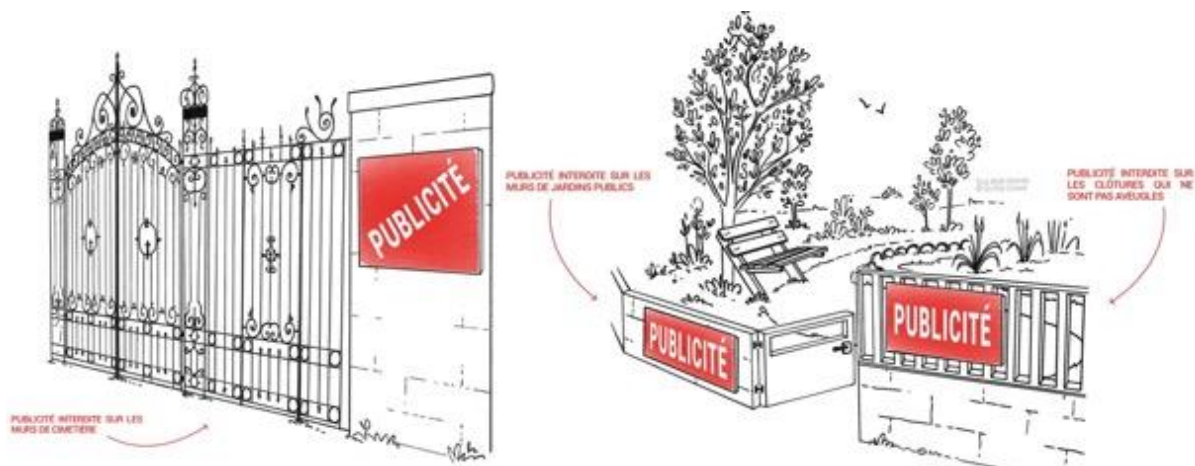 PUBLICITÉ
PUBLICITÉ INTERDITE SUR LES
MURS DE CIMETIÈRE
PUBLICITÉ INTERDITE SUR LES
MURS DE JARDINS PUBLICS
PUBLICITÉ
PUBLICITÉ INTERDITE SUR
LES CLÔTURES QUI NE
SONT PAS AVEUGLES
PUBLICITÉ